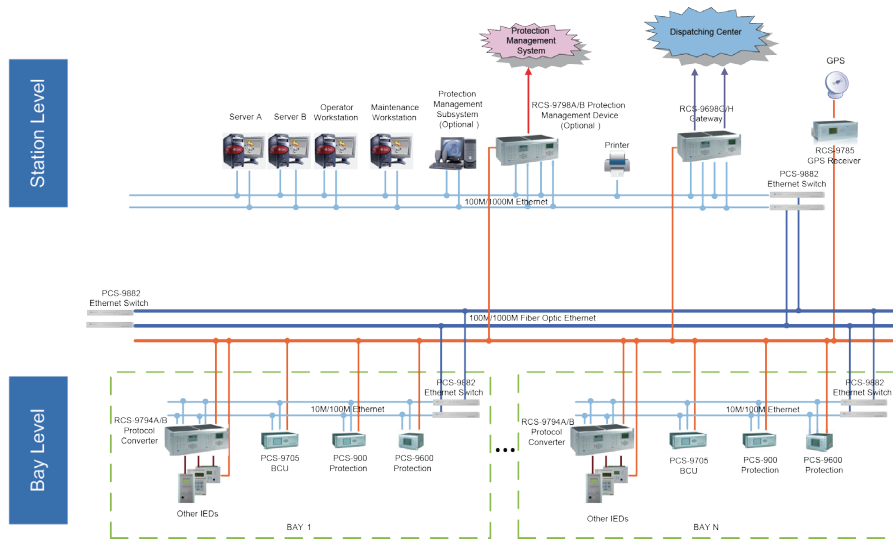 Station Level
Protection
Management
System
Dispatching Center
GPS
Server A
Server B
Operator
Workstation
Maintenance
Workstation
Protection
Management
Subsystem
(Optional )
RCS-9798A/B Protection
Management Device
(Optional )
Printer
RCS-9698G/H
Gateway
RCS-9785
GPS Receiver
PCS-9882
Ethernet Switch
100M/1000M Ethernet
PCS-9882
Ethernet Switch
100M/1000M Fiber Optic Ethernet
Bay Level
PCS-9882
Ethernet Switch
10M/100M Ethernet
RCS-9794A/B
Protocol
Converter
PCS-9705
BCU
PCS-900
Protection
PCS-9600
Protection
Other IEDs
BAY 1
...
PCS-9882
Ethernet Switch
10M/100M Ethernet
RCS-9794A/B
Protocol
Converter
PCS-9705
BCU
PCS-900
Protection
PCS-9600
Protection
Other IEDs
BAY N